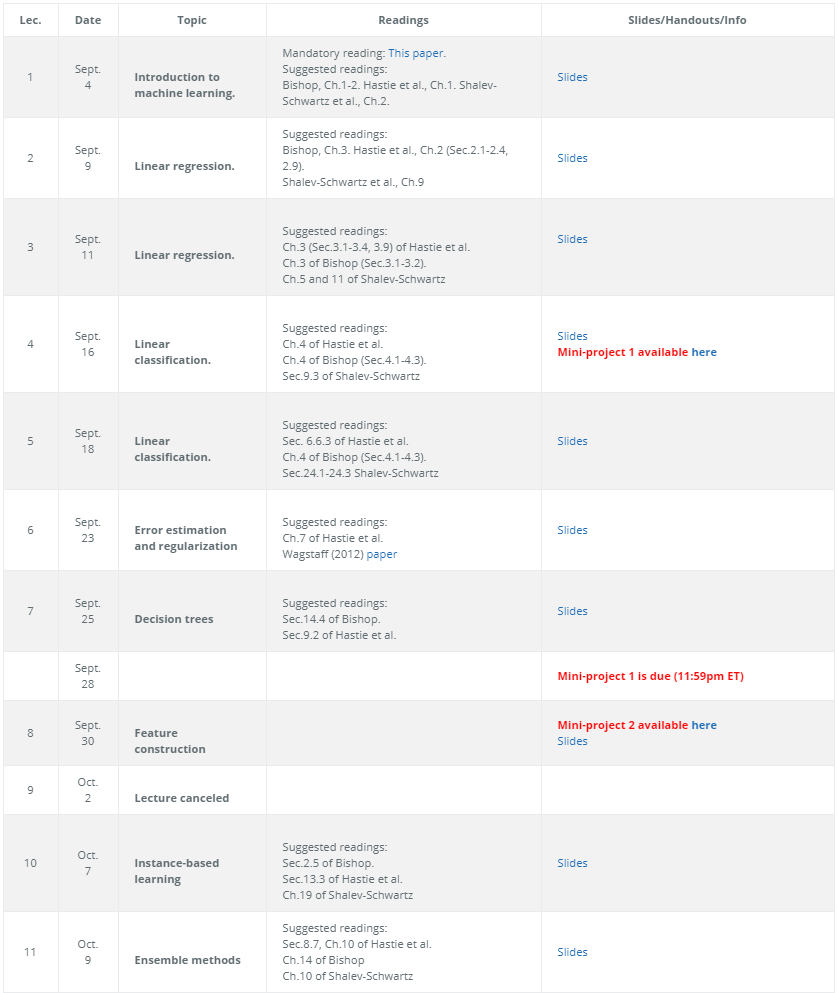 Lec. Date Topic Readings Slides/Handouts/Info
1
Sept.
4
Introduction to
machine learning.
Mandatory reading: This paper.
Suggested readings:
Bishop, Ch.1-2. Hastie et al., Ch.1. Shalev-
Schwartz et al., Ch.2.
Slides
2
Sept.
9
Linear regression.
Suggested readings:
Bishop, Ch.3. Hastie et al., Ch.2 (Sec.2.1-2.4,
2.9).
Shalev-Schwartz et al., Ch.9
Slides
3
Sept.
11
Linear regression.
Suggested readings:
Ch.3 (Sec.3.1-3.4, 3.9) of Hastie et al.
Ch.3 of Bishop (Sec.3.1-3.2).
Ch.5 and 11 of Shalev-Schwartz
Slides
4
Sept.
16
Linear
classification.
Suggested readings:
Ch.4 of Hastie et al.
Ch.4 of Bishop (Sec.4.1-4.3).
Sec.9.3 of Shalev-Schwartz
Slides
Mini-project 1 available here
5
Sept.
18
Linear
classification.
Suggested readings:
Sec. 6.6.3 of Hastie et al.
Ch.4 of Bishop (Sec.4.1-4.3).
Sec.24.1-24.3 Shalev-Schwartz
Slides
6
Sept.
23
Error estimation
and regularization
Suggested readings:
Ch.7 of Hastie et al.
Wagstaff (2012) paper
Slides
7
Sept.
25
Decision trees
Suggested readings:
Sec.14.4 of Bishop.
Sec.9.2 of Hastie et al.
Slides
Sept.
28
Mini-project 1 is due (11:59pm ET)
8
Sept.
30
Feature
construction
Mini-project 2 available here
Slides
9
Oct.
2
Lecture canceled
10
Oct.
7
Instance-based
learning
Suggested readings:
Sec.2.5 of Bishop.
Sec.13.3 of Hastie et al.
Ch.19 of Shalev-Schwartz
Slides
11
Oct.
9
Ensemble methods
Suggested readings:
Sec.8.7, Ch.10 of Hastie et al.
Ch.14 of Bishop
Ch.10 of Shalev-Schwartz
Slides